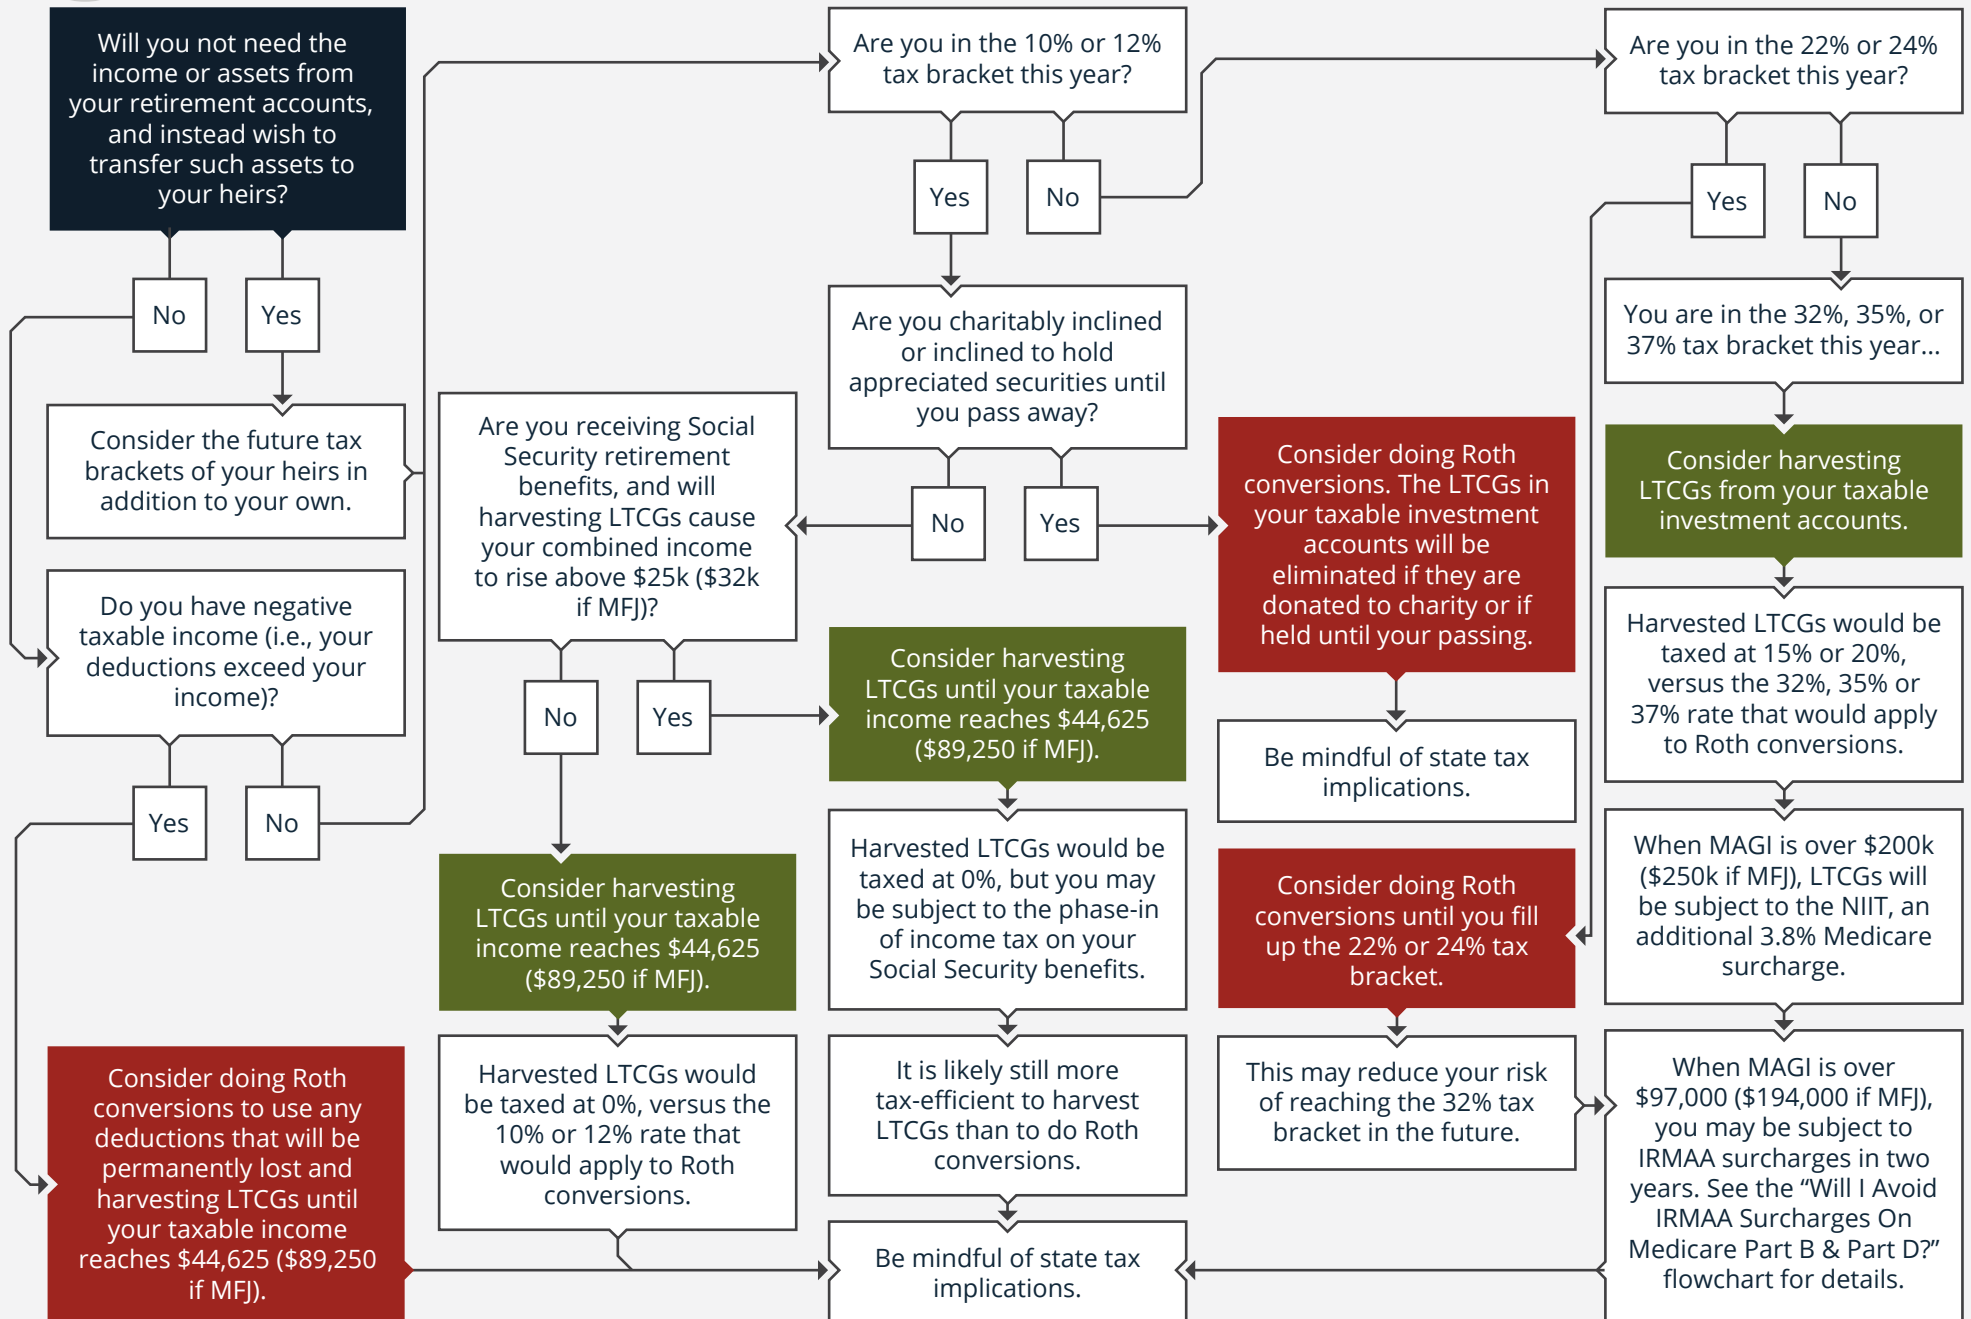 Will you not need the
income or assets from
your retirement accounts,
and instead wish to
transfer such assets to
your heirs?
No
Yes
Consider the future tax
brackets of your heirs in
addition to your own.
Do you have negative
taxable income (i.e., your
deductions exceed your
income)?
Yes
No
Consider doing Roth
conversions to use any
deductions that will be
permanently lost and
harvesting LTCGs until
your taxable income
reaches $44,625 ($89,250
if MFJ).
Are you in the 10% or 12%
tax bracket this year?
Yes
No
Are you charitably inclined
or inclined to hold
appreciated securities until
you pass away?
No
Yes
Are you receiving Social
Security retirement
benefits, and will
harvesting LTCGs cause
your combined income
to rise above $25k ($32k
if MFJ)?
No
Yes
Consider harvesting
LTCGs until your taxable
income reaches $44,625
($89,250 if MFJ).
Harvested LTCGs would
be taxed at 0%, versus the
10% or 12% rate that
would apply to Roth
conversions.
Consider harvesting
LTCGs until your taxable
income reaches $44,625
($89,250 if MFJ).
Harvested LTCGs would be
taxed at 0%, but you may
be subject to the phase-in
of income tax on your
Social Security benefits.
It is likely still more
tax-efficient to harvest
LTCGs than to do Roth
conversions.
Be mindful of state tax
implications.
Consider doing Roth
conversions. The LTCGs in
your taxable investment
accounts will be
eliminated if they are
donated to charity or if
held until your passing.
Be mindful of state tax
implications.
Consider doing Roth
conversions until you fill
up the 22% or 24% tax
bracket.
This may reduce your risk
of reaching the 32% tax
bracket in the future.
Are you in the 22% or 24%
tax bracket this year?
Yes
No
You are in the 32%, 35%, or
37% tax bracket this year...
Consider harvesting
LTCGs from your taxable
investment accounts.
Harvested LTCGs would be
taxed at 15% or 20%,
versus the 32%, 35% or
37% rate that would apply
to Roth conversions.
When MAGI is over $200k
($250k if MFJ), LTCGs will
be subject to the NIIT, an
additional 3.8% Medicare
surcharge.
When MAGI is over
$97,000 ($194,000 if MFJ),
you may be subject to
IRMAA surcharges in two
years. See the “Will I Avoid
IRMAA Surcharges On
Medicare Part B & Part D?”
flowchart for details.